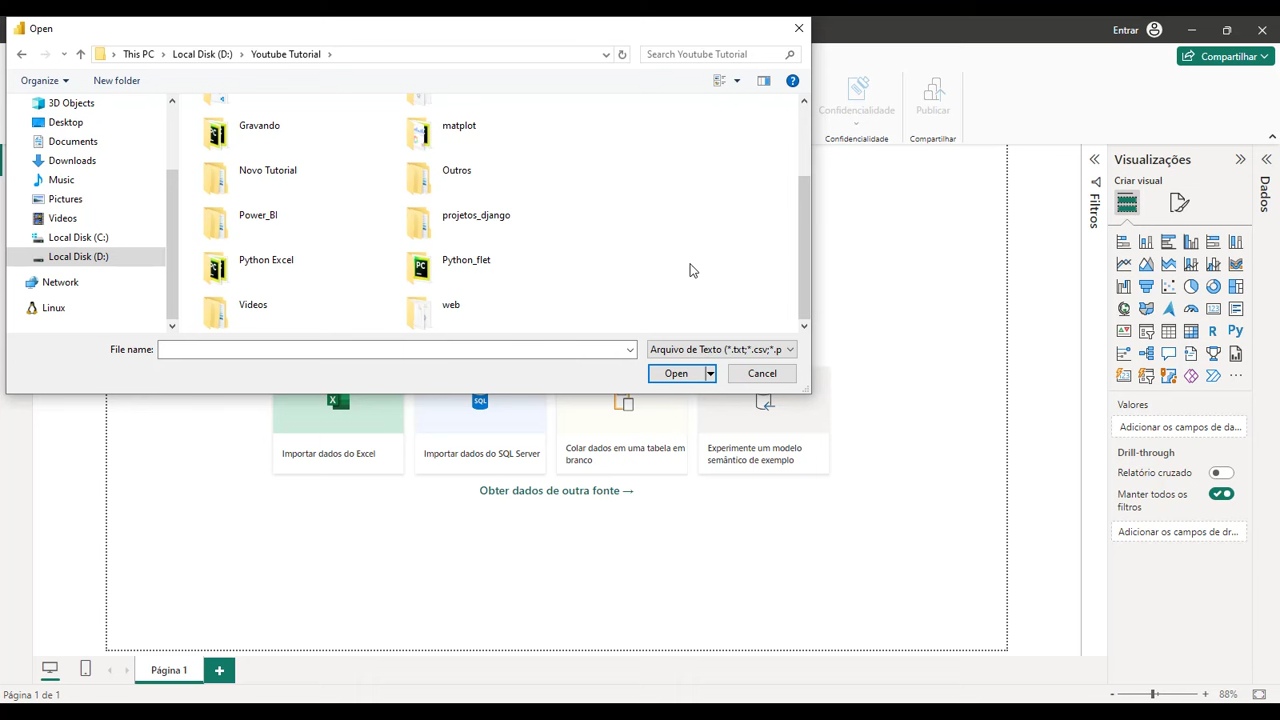 Open
Entrar
This PC
Local Disk (D:)
Youtube Tutorial
Search Youtube Tutorial
Compartilhar
Organize
New folder
3D Objects
Desktop
Documents
Downloads
Music
Pictures
Videos
Local Disk (C:)
Local Disk (D:)
Network
Linux
Gravando
matplot
Novo Tutorial
Outros
Power_BI
projetos_django
Python Excel
Python_flet
Videos
web
File name:
Arquivo de Texto (*.txt;*.csv;*.p
Open
Cancel
Confidencialidade
Publicar
Confidencialidade
Compartilhar
Filtros
Visualizações
Criar visual
Dados
R
Py
Valores
Adicionar os campos de da...
Drill-through
Relatório cruzado
Manter todos os
filtros
Adicionar os campos de dr...
Importar dados do Excel
Importar dados do SQL Server
Colar dados em uma tabela em
branco
Experimente um modelo
semântico de exemplo
Obter dados de outra fonte →
Página 1
Página 1 de 1
88%